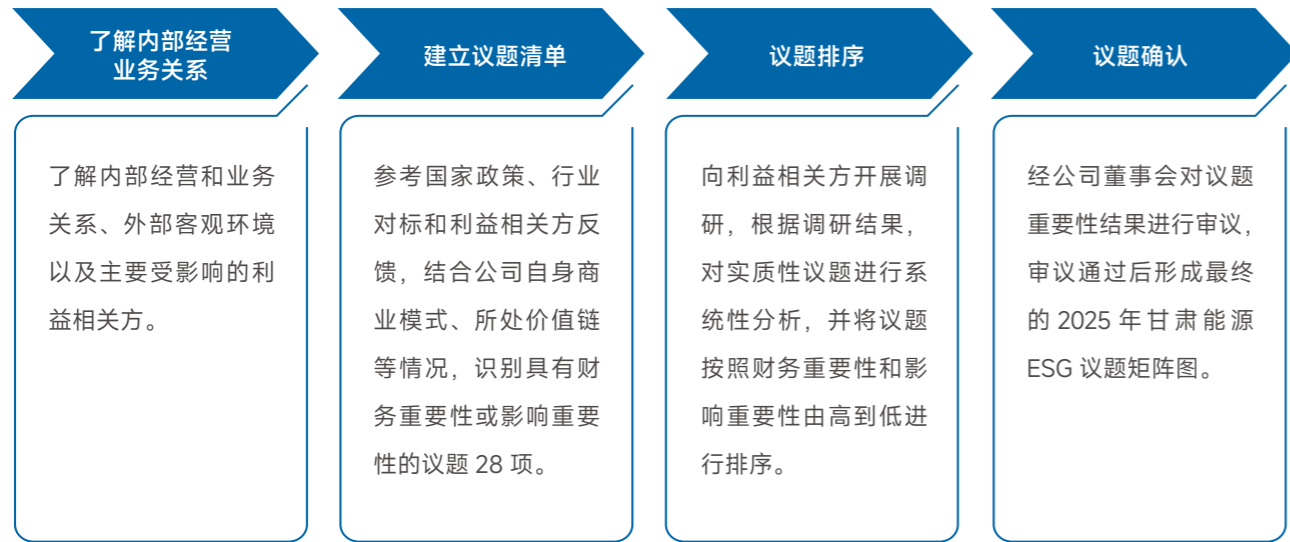 了解内部经营
业务关系
了解内部经营和业务
关系、外部客观环境
以及主要受影响的利
益相关方。
建立议题清单
参考国家政策、行业
对标和利益相关方反
馈，结合公司自身商
业模式、所处价值链
等情况，识别具有财
务重要性或影响重要
性的议题 28 项。
议题排序
向利益相关方开展调
研，根据调研结果，
对实质性议题进行系
统性分析，并将议题
按照财务重要性和影
响重要性由高到低进
行排序。
议题确认
经公司董事会对议题
重要性结果进行审议，
审议通过后形成最终
的 2025 年甘肃能源
ESG 议题矩阵图。